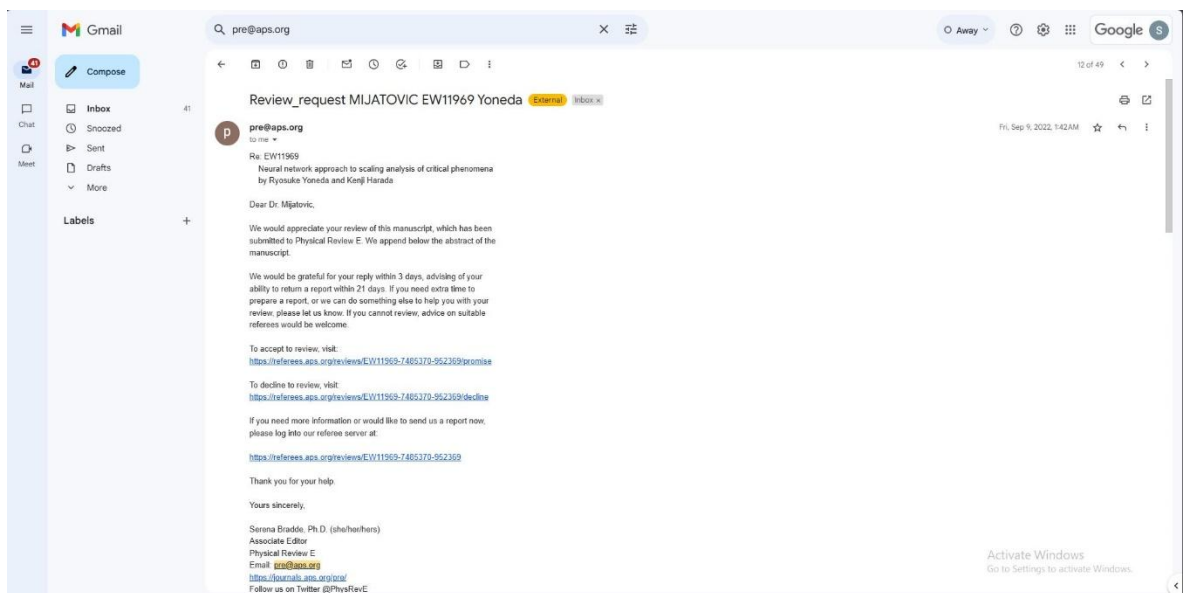 Gmail
pre@aps.org
Away
Google
S
41
Mail
Compose
12 of 49
Review_request MIJATOVIC EW11969 Yoneda External Inbox x
Inbox 41
Chat
Snoozed
p
pre@aps.org
Fri, Sep 9, 2022, 1:42 AM
to me
Sent
Meet
Drafts
More
Labels +
Re: EW11969
Neural network approach to scaling analysis of critical phenomena
by Ryosuke Yoneda and Kenji Harada
Dear Dr. Mijatovic,
We would appreciate your review of this manuscript, which has been
submitted to Physical Review E. We append below the abstract of the
manuscript.
We would be grateful for your reply within 3 days, advising of your
ability to return a report within 21 days. If you need extra time to
prepare a report, or we can do something else to help you with your
review, please let us know. If you cannot review, advice on suitable
referees would be welcome.
To accept to review, visit:
https://referees.aps.org/reviews/EW11969-7485370-952369/promise
To decline to review, visit:
https://referees.aps.org/reviews/EW11969-7485370-952369/decline
If you need more information or would like to send us a report now,
please log into our referee server at:
https://referees.aps.org/reviews/EW11969-7485370-952369
Thank you for your help.
Yours sincerely,
Serena Bradde, Ph.D. (she/her/hers)
Associate Editor
Physical Review E
Email: pre@aps.org
https://journals.aps.org/pre/
Follow us on Twitter @PhysRevE
Activate Windows
Go to Settings to activate Windows.